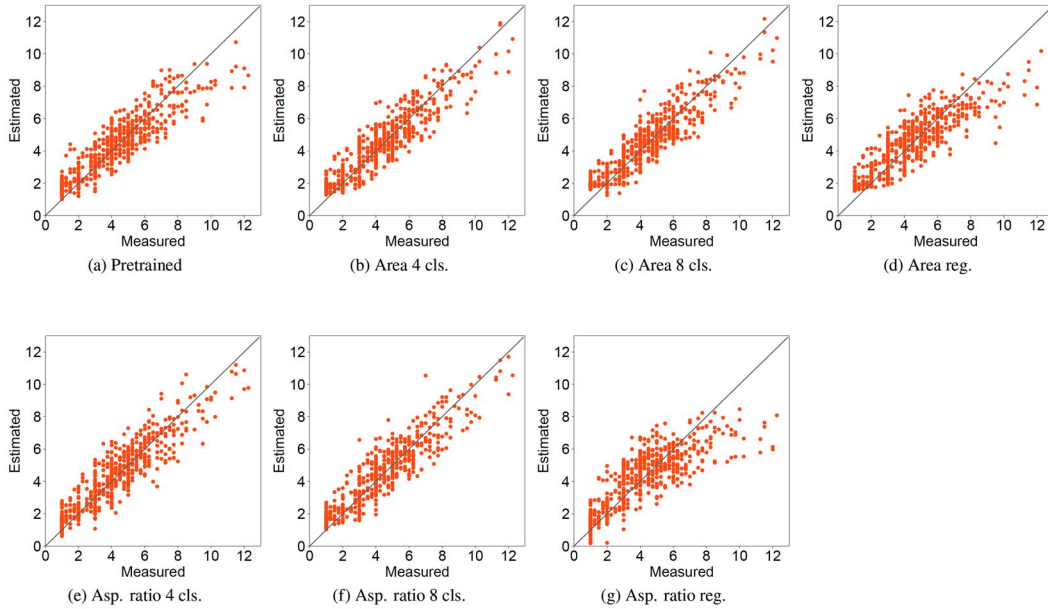 12
10
8
6
4
2
0
Estimated
0 2 4 6 8 10 12
Measured
(a) Pretrained
12
10
8
6
4
2
0
Estimated
0 2 4 6 8 10 12
Measured
(b) Area 4 cls.
12
10
8
6
4
2
0
Estimated
0 2 4 6 8 10 12
Measured
(c) Area 8 cls.
12
10
8
6
4
2
0
Estimated
0 2 4 6 8 10 12
Measured
(d) Area reg.
12
10
8
6
4
2
0
Estimated
0 2 4 6 8 10 12
Measured
(e) Asp. ratio 4 cls.
12
10
8
6
4
2
0
Estimated
0 2 4 6 8 10 12
Measured
(f) Asp. ratio 8 cls.
12
10
8
6
4
2
0
Estimated
0 2 4 6 8 10 12
Measured
(g) Asp. ratio reg.